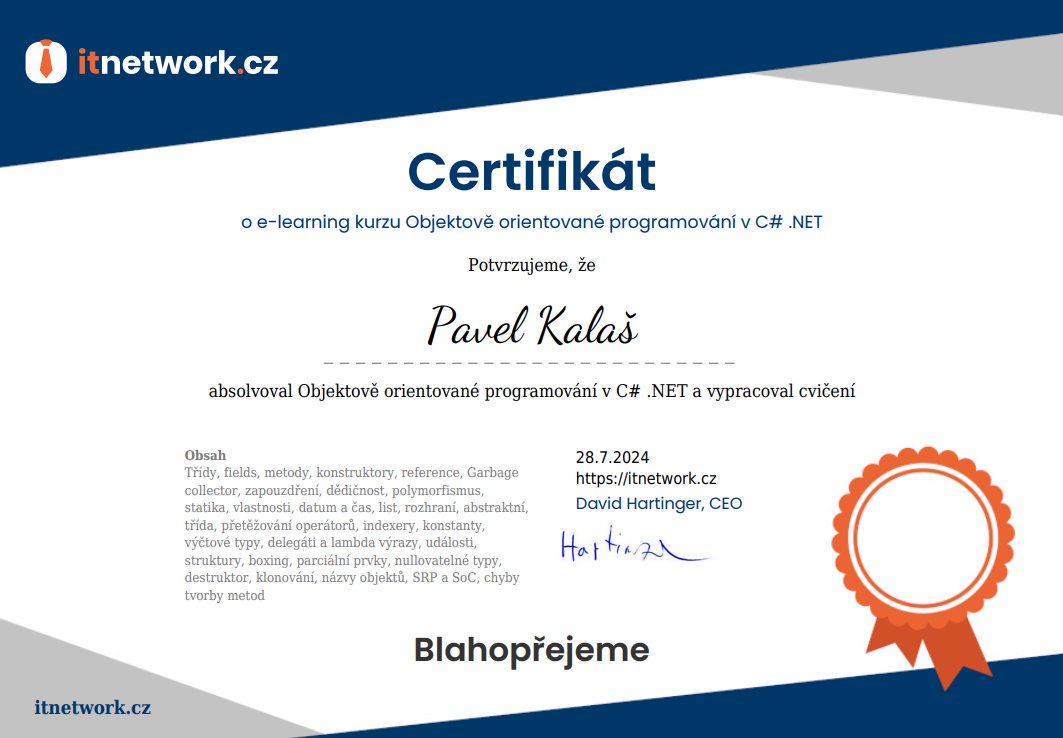 itnetwork.cz
Certifikát
o e-learning kurzu Objektově orientované programování v C# .NET
Potvrzujeme, že
Pavel Kalaš
absolvoval Objektově orientované programování v C# .NET a vypracoval cvičení
Obsah
Třídy, fields, metody, konstruktory, reference, Garbage
collector, zapouzdření, dědičnost, polymorfismus,
statika, vlastnosti, datum a čas, list, rozhraní, abstraktní
třída, přetěžování operátorů, indexery, konstanty,
výčtové typy, delegáti a lambda výrazy, události,
struktury, boxing, parciální prvky, nullovatelné typy,
destruktor, klonování, názvy objektů, SRP a SoC, chyby
tvorby metod
28.7.2024
https://itnetwork.cz
David Hartinger, CEO
Blahopřejeme
itnetwork.cz